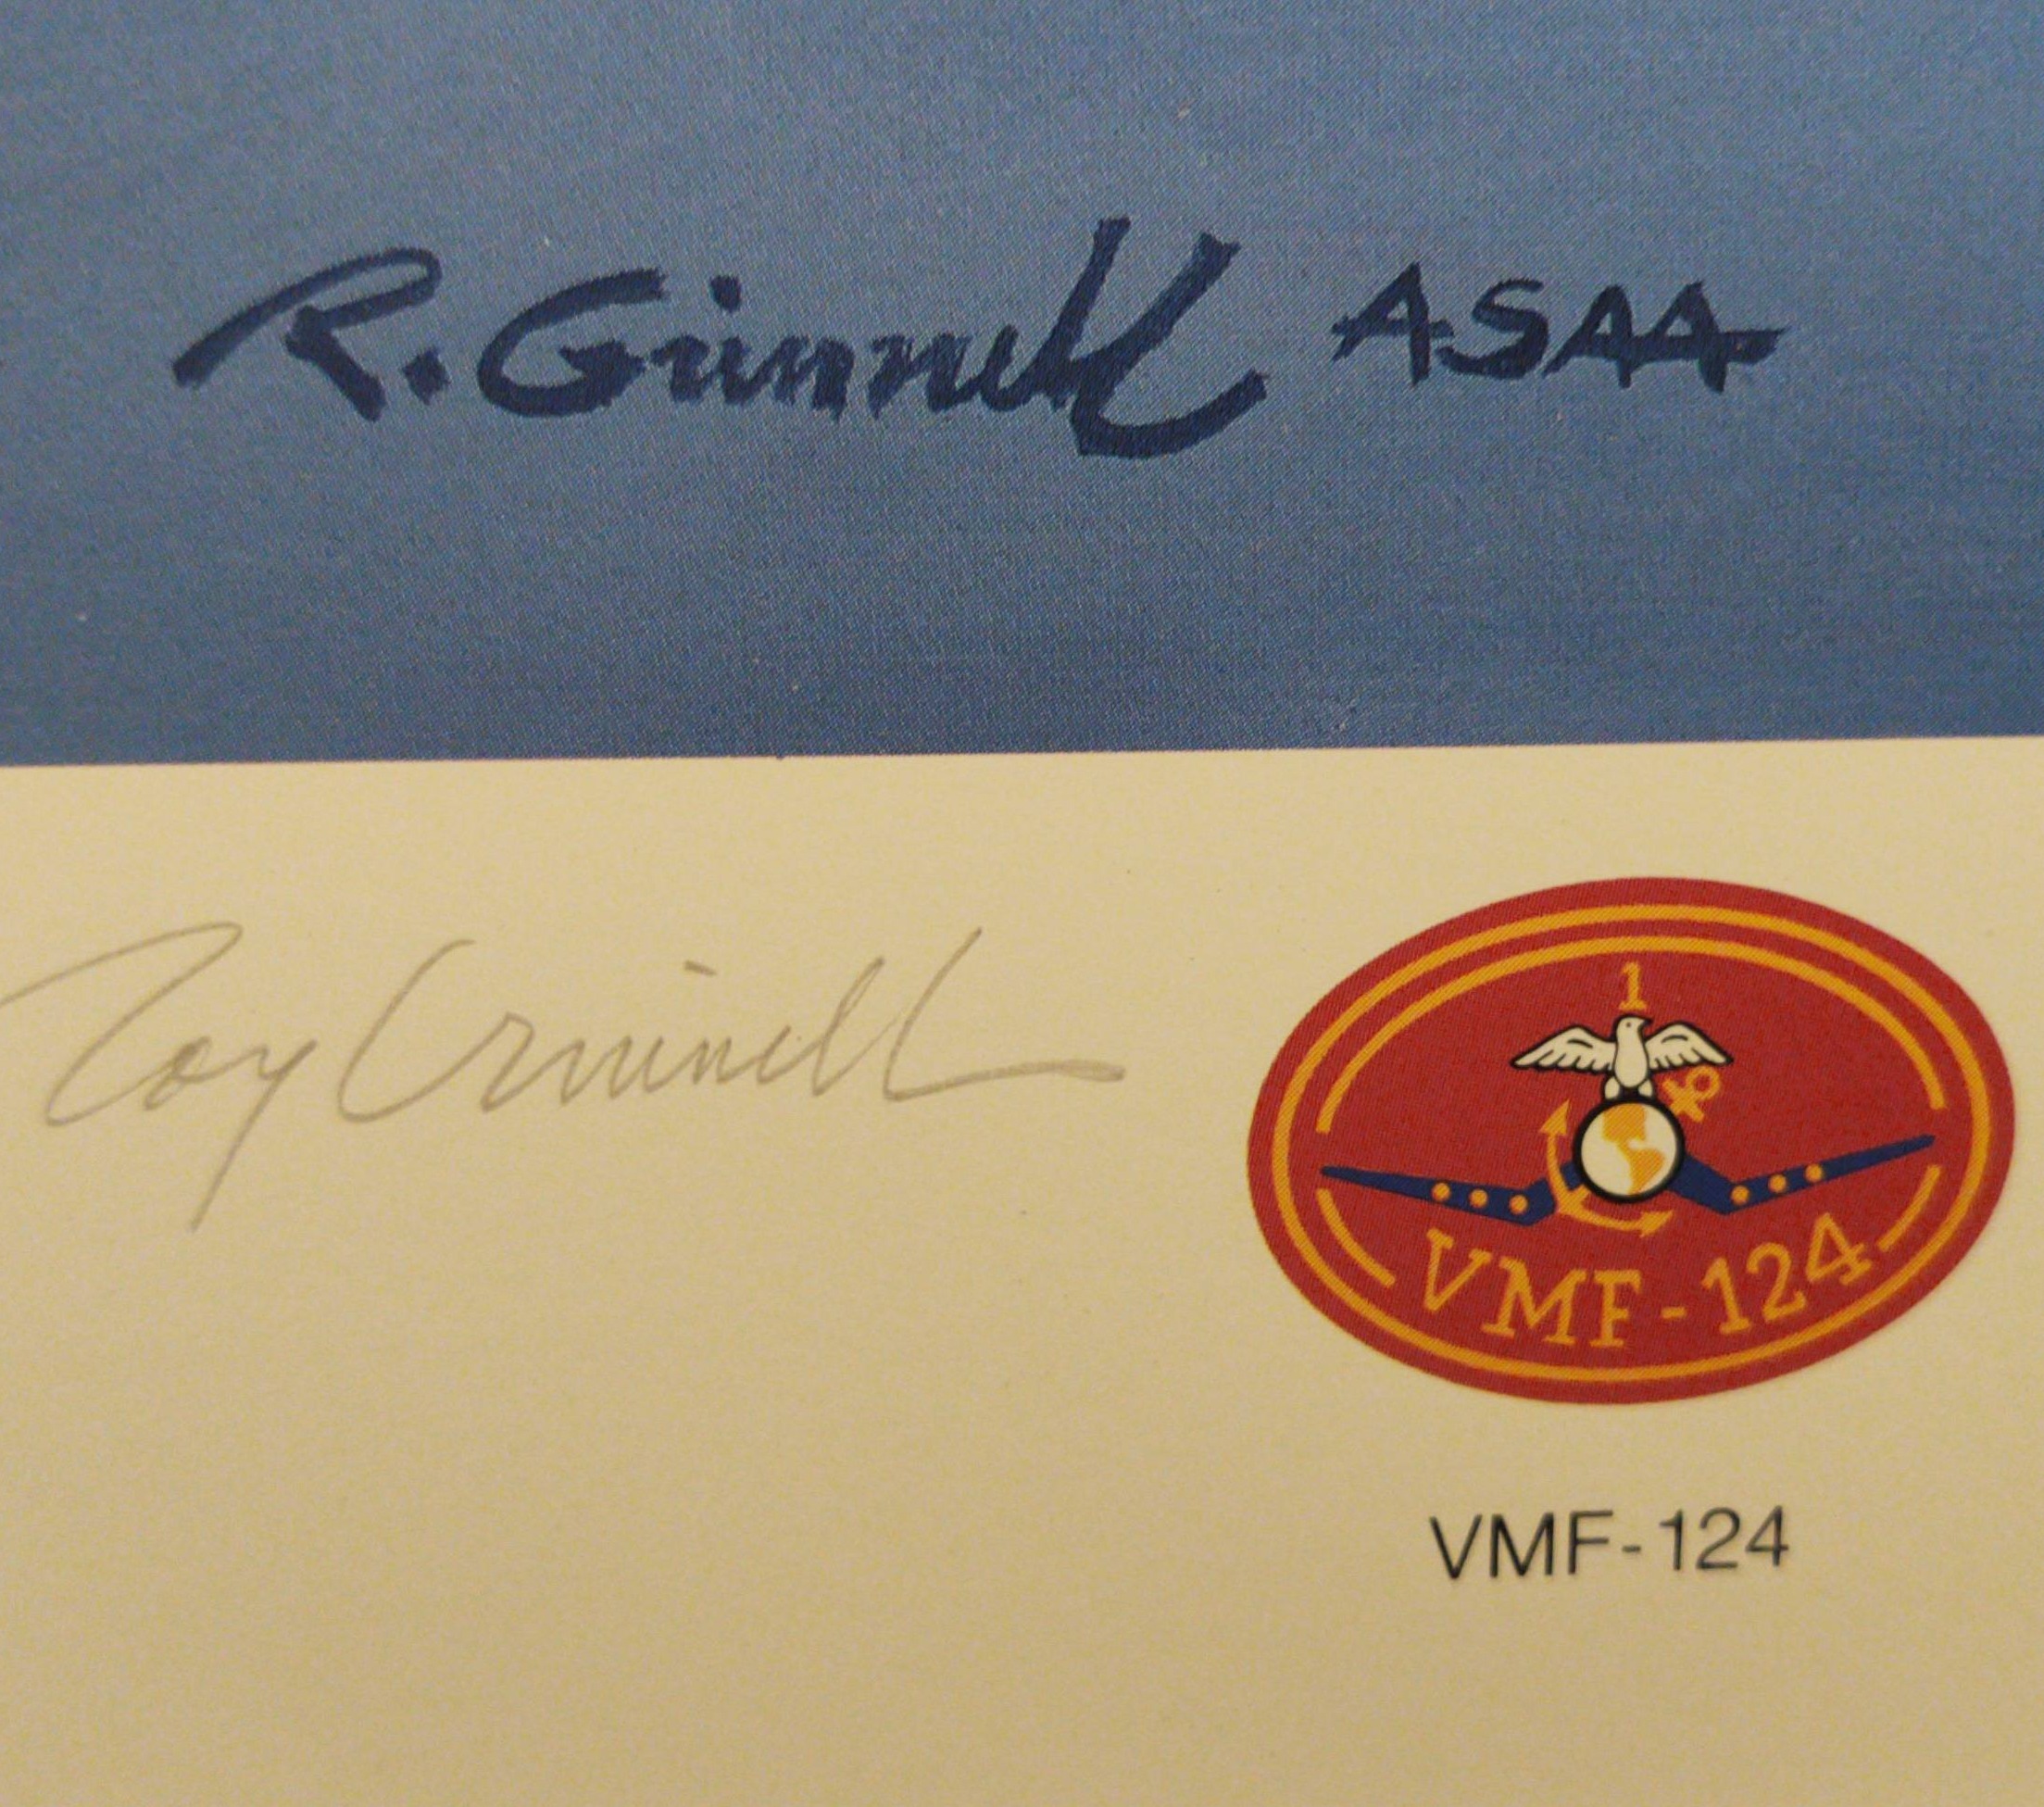 R. Grinnell ASAA
Roy Grinnell
1
VMF-124
VMF-124